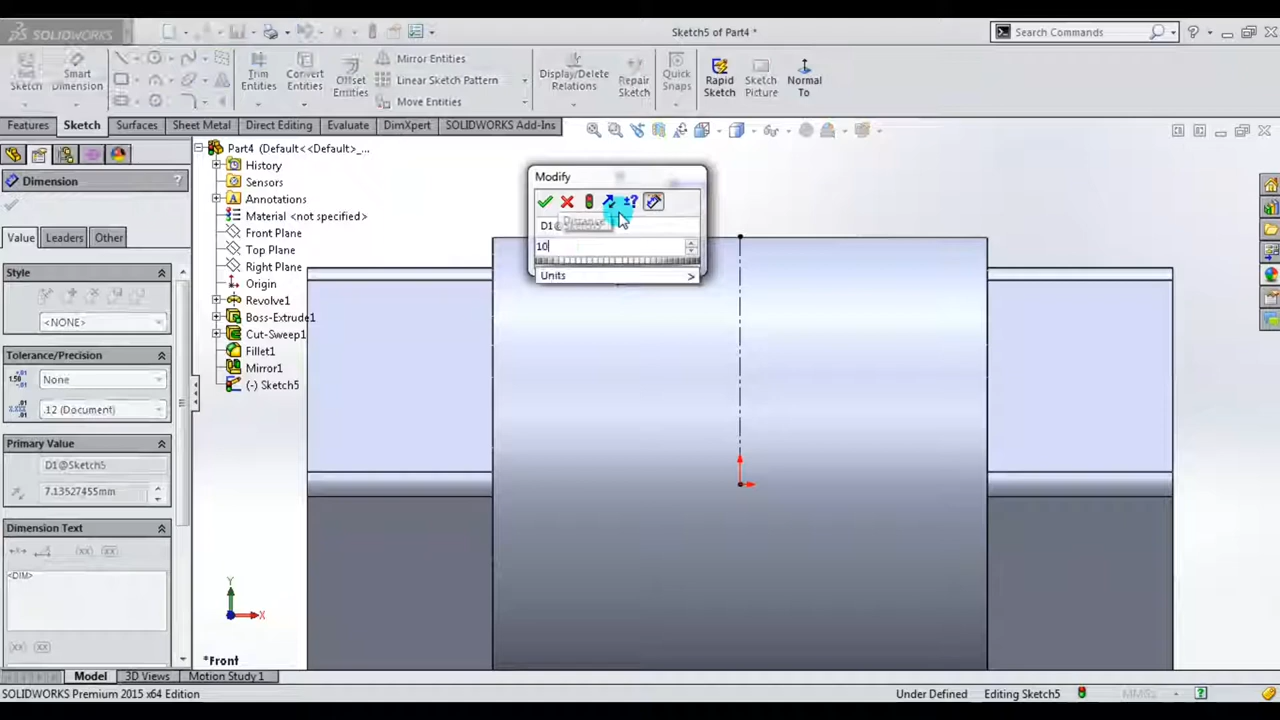 SOLIDWORKS
Sketch5 of Part4 *
Search Commands
Sketch
Smart Dimension
Trim Entities
Convert Entities
Offset Entities
Mirror Entities
Linear Sketch Pattern
Move Entities
Display/Delete Relations
Repair Sketch
Quick Snaps
Rapid Sketch
Sketch Picture
Normal To
Features
Sketch
Surfaces
Sheet Metal
Direct Editing
Evaluate
DimXpert
SOLIDWORKS Add-Ins
Dimension
?
Value
Leaders
Other
Style
<NONE>
Tolerance/Precision
None
.12 (Document)
Primary Value
D1@Sketch5
7.13527455mm
Dimension Text
<DIM>
Part4 (Default<<Default>_...
History
Sensors
Annotations
Material <not specified>
Front Plane
Top Plane
Right Plane
Origin
Revolve1
Boss-Extrude1
Cut-Sweep1
Fillet1
Mirror1
(-) Sketch5
Modify
10
Units >
Y
X
*Front
Model
3D Views
Motion Study 1
SOLIDWORKS Premium 2015 x64 Edition
Under Defined
Editing Sketch5
MMGS